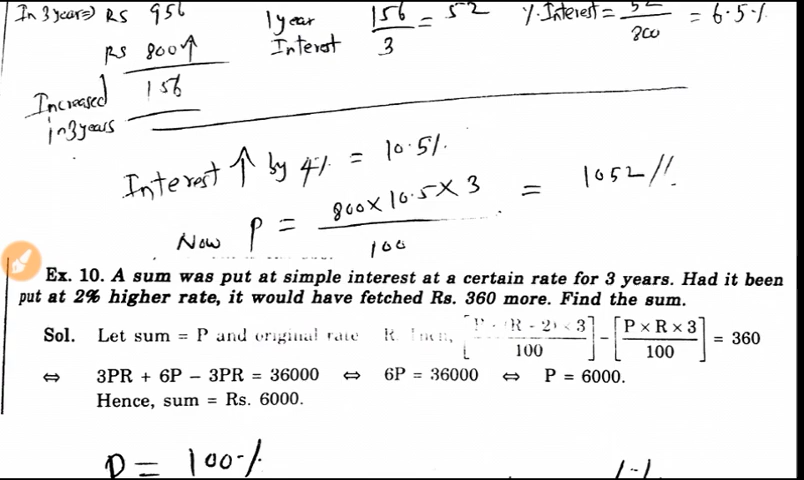 In 3 years ⇒ RS 956
RS 800 ↑
Increased 156
in 3 years
1 year Interest 156/3 = 52
%. Interest = 52/800 = 6.5%
Interest ↑ by 4% = 10.5%
Now P = 800 × 10.5 × 3 / 100 = 1052 //.
Ex. 10. A sum was put at simple interest at a certain rate for 3 years. Had it been
put at 2% higher rate, it would have fetched Rs. 360 more. Find the sum.
Sol. Let sum = P and original rate R. Then, [P × (R + 2) × 3 / 100] – [P × R × 3 / 100] = 360
⇔ 3PR + 6P – 3PR = 36000 ⇔ 6P = 36000 ⇔ P = 6000.
Hence, sum = Rs. 6000.
P = 100%